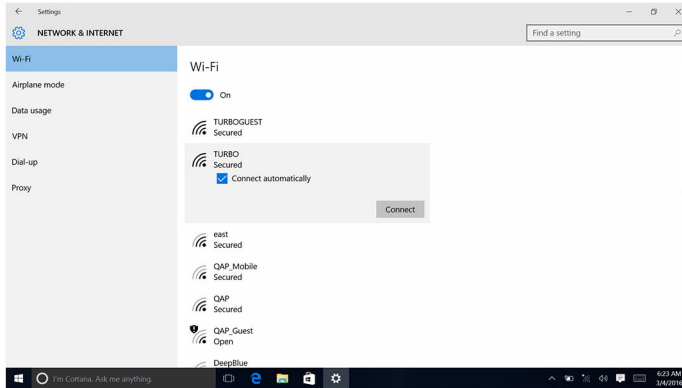 Settings
NETWORK & INTERNET
Find a setting
Wi-Fi
Airplane mode
Data usage
VPN
Dial-up
Proxy
Wi-Fi
On
TURBOGUEST
Secured
TURBO
Secured
Connect automatically
Connect
east
Secured
QAP_Mobile
Secured
QAP
Secured
QAP_Guest
Open
DeepBlue
I'm Cortana. Ask me anything.
6:23 AM
3/4/2016